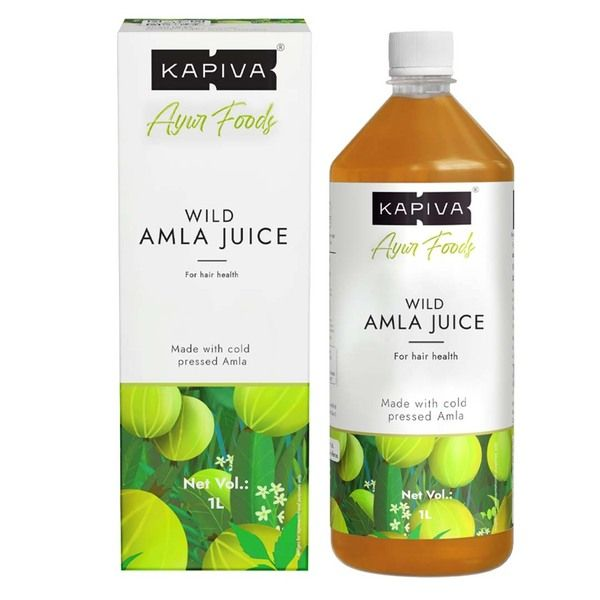 KAPIVA
®
Ayur Foods
WILD
AMLA JUICE
For hair health
Made with cold
pressed Amla
Net Vol.:
1L
KAPIVA
®
Ayur Foods
WILD
AMLA JUICE
For hair health
Made with cold
pressed Amla
Net Vol.:
1L